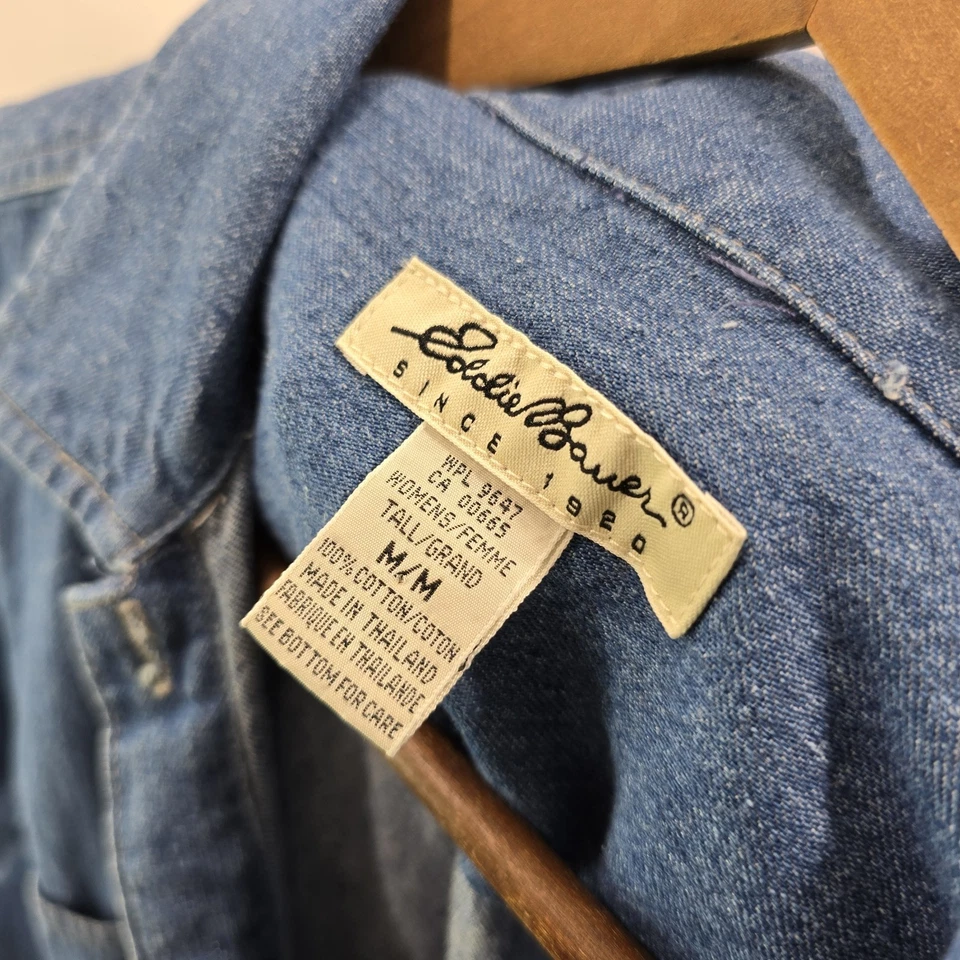 Eddie Bauer®
SINCE 1920
WPL 9647
CA 00665
WOMENS/FEMME
TALL/GRAND
M/M
100% COTTON/COTON
MADE IN THAILAND
FABRIQUE EN THAILANDE
SEE BOTTOM FOR CARE